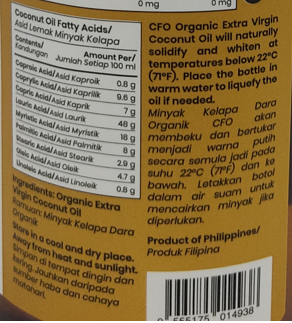 0 mg
0 mg
Coconut Oil Fatty Acids/
Asid Lemak Minyak Kelapa
Contents/
Kandungan
Amount Per/
Jumlah Setiap 100 ml
Caproic Acid/Asid Kaproik 0.8 g
Caprylic Acid/Asid Kaprilik 9.6 g
Capric Acid/Asid Kaprik 7 g
Lauric Acid/Asid Laurik 48 g
Myristic Acid/Asid Myristik 18 g
Palmitic Acid/Asid Palmitik 8 g
Stearic Acid/Asid Stearik 2.9 g
Oleic Acid/Asid Oleik 4.7 g
Linoleic Acid/Asid Linoleik 0.8 g
Ingredients: Organic Extra
Virgin Coconut Oil
Ramuan: Minyak Kelapa Dara
Organik
Store in a cool and dry place.
Away from heat and sunlight.
Simpan di tempat dingin dan
kering. Jauhkan daripada
sumber haba dan cahaya
matahari.
CFO Organic Extra Virgin
Coconut Oil will naturally
solidify and whiten at
temperatures below 22°C
(71°F). Place the bottle in
warm water to liquefy the
oil if needed.
Minyak Kelapa Dara
Organik CFO akan
membeku dan bertukar
menjadi warna putih
secara semula jadi pada
suhu 22°C (71°F) dan ke
bawah. Letakkan botol
dalam air suam untuk
mencairkan minyak jika
diperlukan.
Product of Philippines/
Produk Filipina
555175 014938